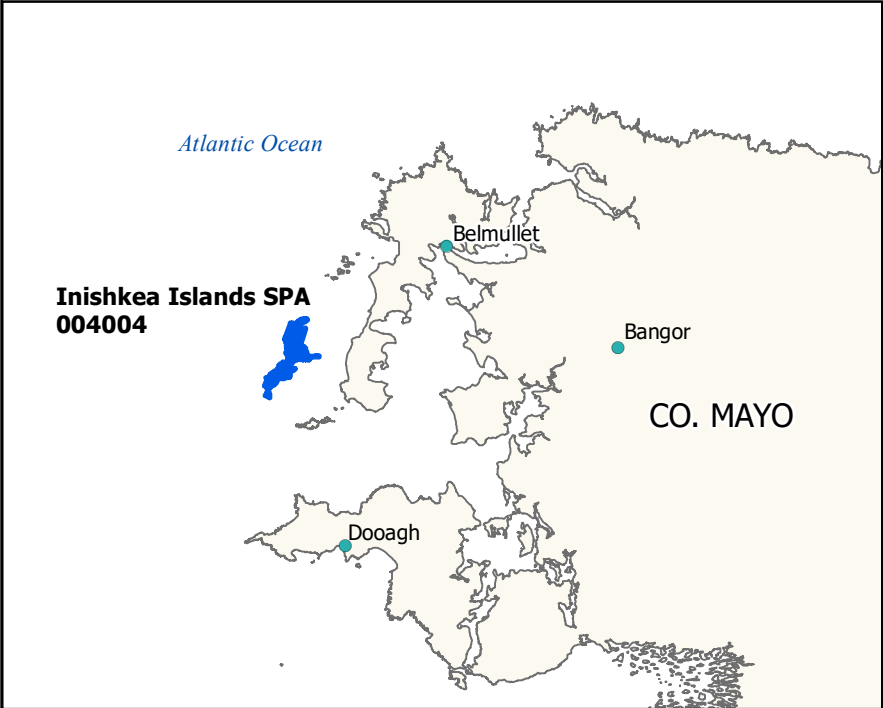 Atlantic Ocean
Belmullet
Inishkea Islands SPA
004004
Bangor
CO. MAYO
Dooagh